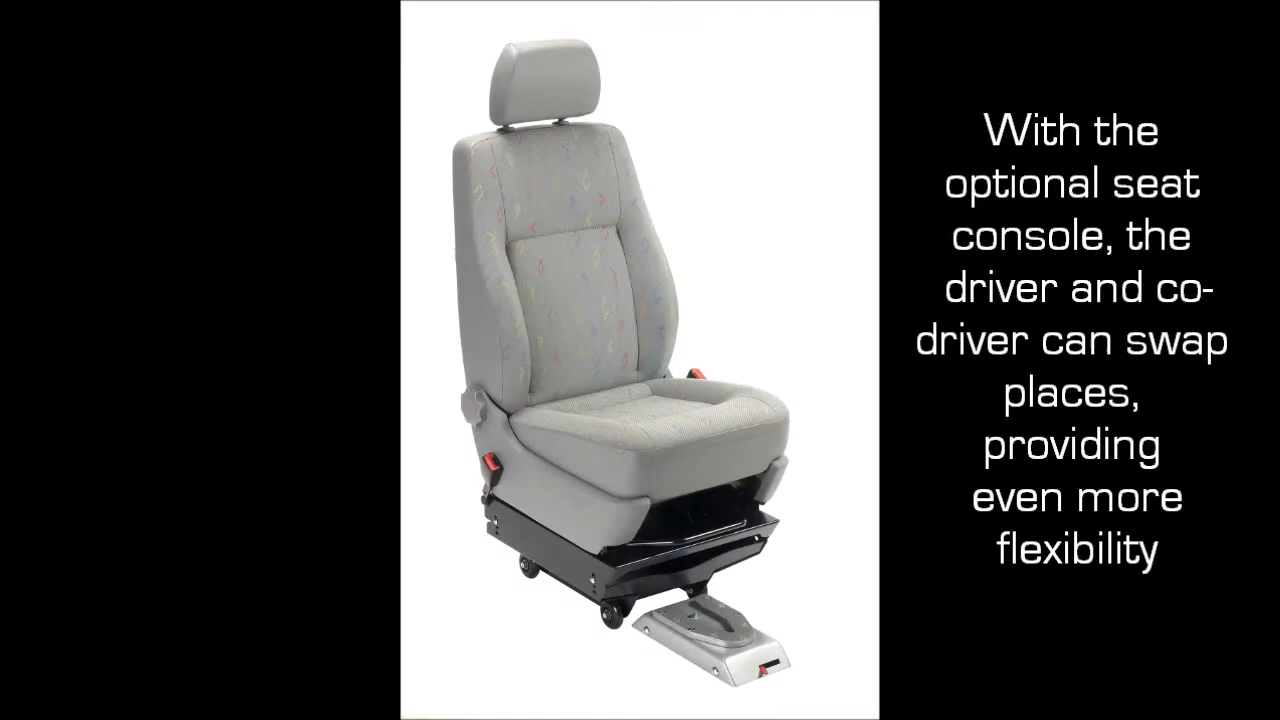 With the
optional seat
console, the
driver and co-
driver can swap
places,
providing
even more
flexibility